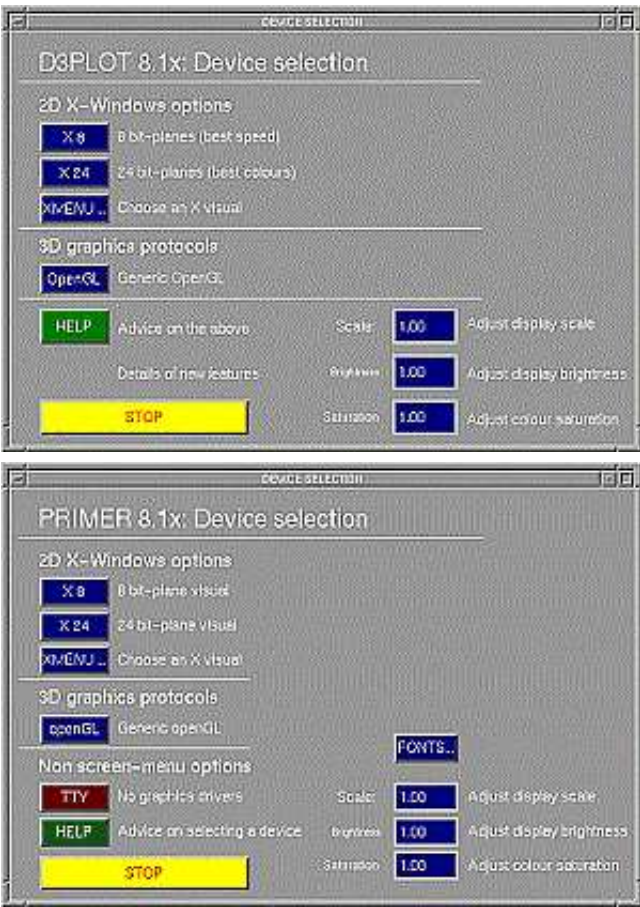 DEVICE SELECTION
D3PLOT 8.1x: Device selection
2D X-Windows options
X 8 8 bit-planes (best speed)
X 24 24 bit-planes (best colours)
XMENU... Choose an X visual
3D graphics protocols
OpenGL Generic OpenGL
HELP Advice on the above Scale: 1.00 Adjust display scale
Details of new features Brightness 1.00 Adjust display brightness
STOP Saturation 1.00 Adjust colour saturation
DEVICE SELECTION
PRIMER 8.1x: Device selection
2D X-Windows options
X 8 8 bit-plane visual
X 24 24 bit-plane visual
XMENU... Choose an X visual
3D graphics protocols
openGL Generic openGL
FONTS...
Non screen-menu options
TTY No graphics drivers Scale: 1.00 Adjust display scale
HELP Advice on selecting a device Brightness 1.00 Adjust display brightness
STOP Saturation 1.00 Adjust colour saturation